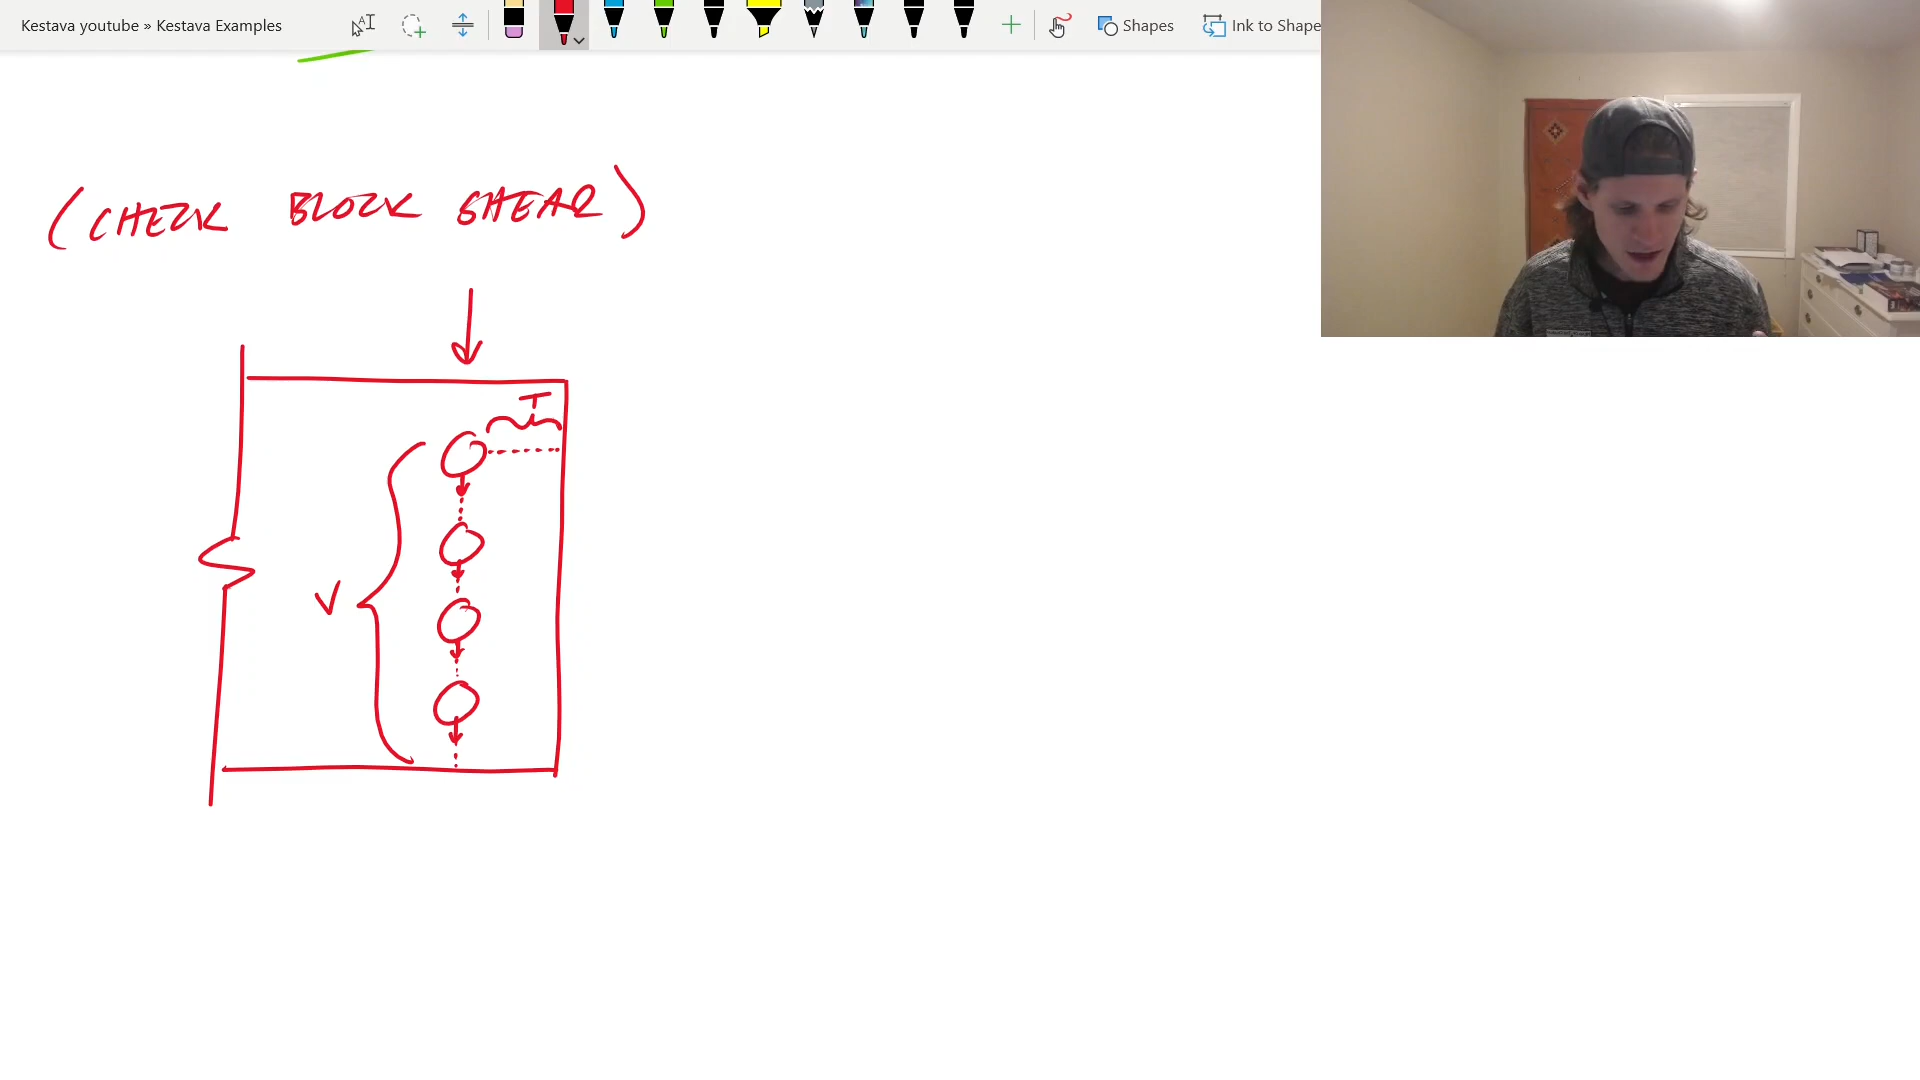 Kestava youtube » Kestava Examples
Shapes
Ink to Shape
(CHECK BLOCK SHEAR)
T
V